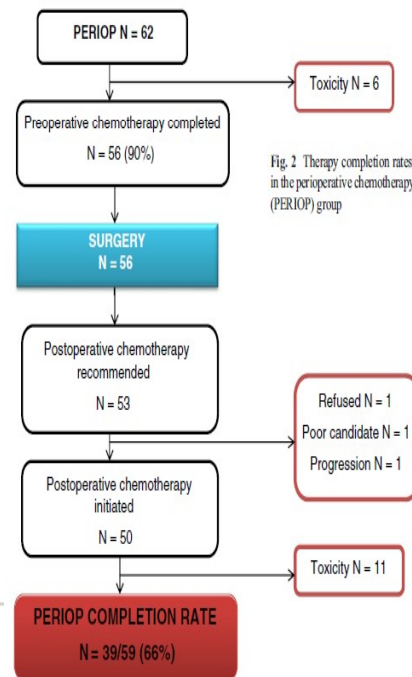 PERIOP N = 62
Toxicity N = 6
Preoperative chemotherapy completed
N = 56 (90%)
Fig. 2 Therapy completion rates
in the perioperative chemotherapy
(PERIOP) group
SURGERY
N = 56
Postoperative chemotherapy
recommended
N = 53
Refused N = 1
Poor candidate N = 1
Progression N = 1
Postoperative chemotherapy
initiated
N = 50
Toxicity N = 11
PERIOP COMPLETION RATE
N = 39/59 (66%)